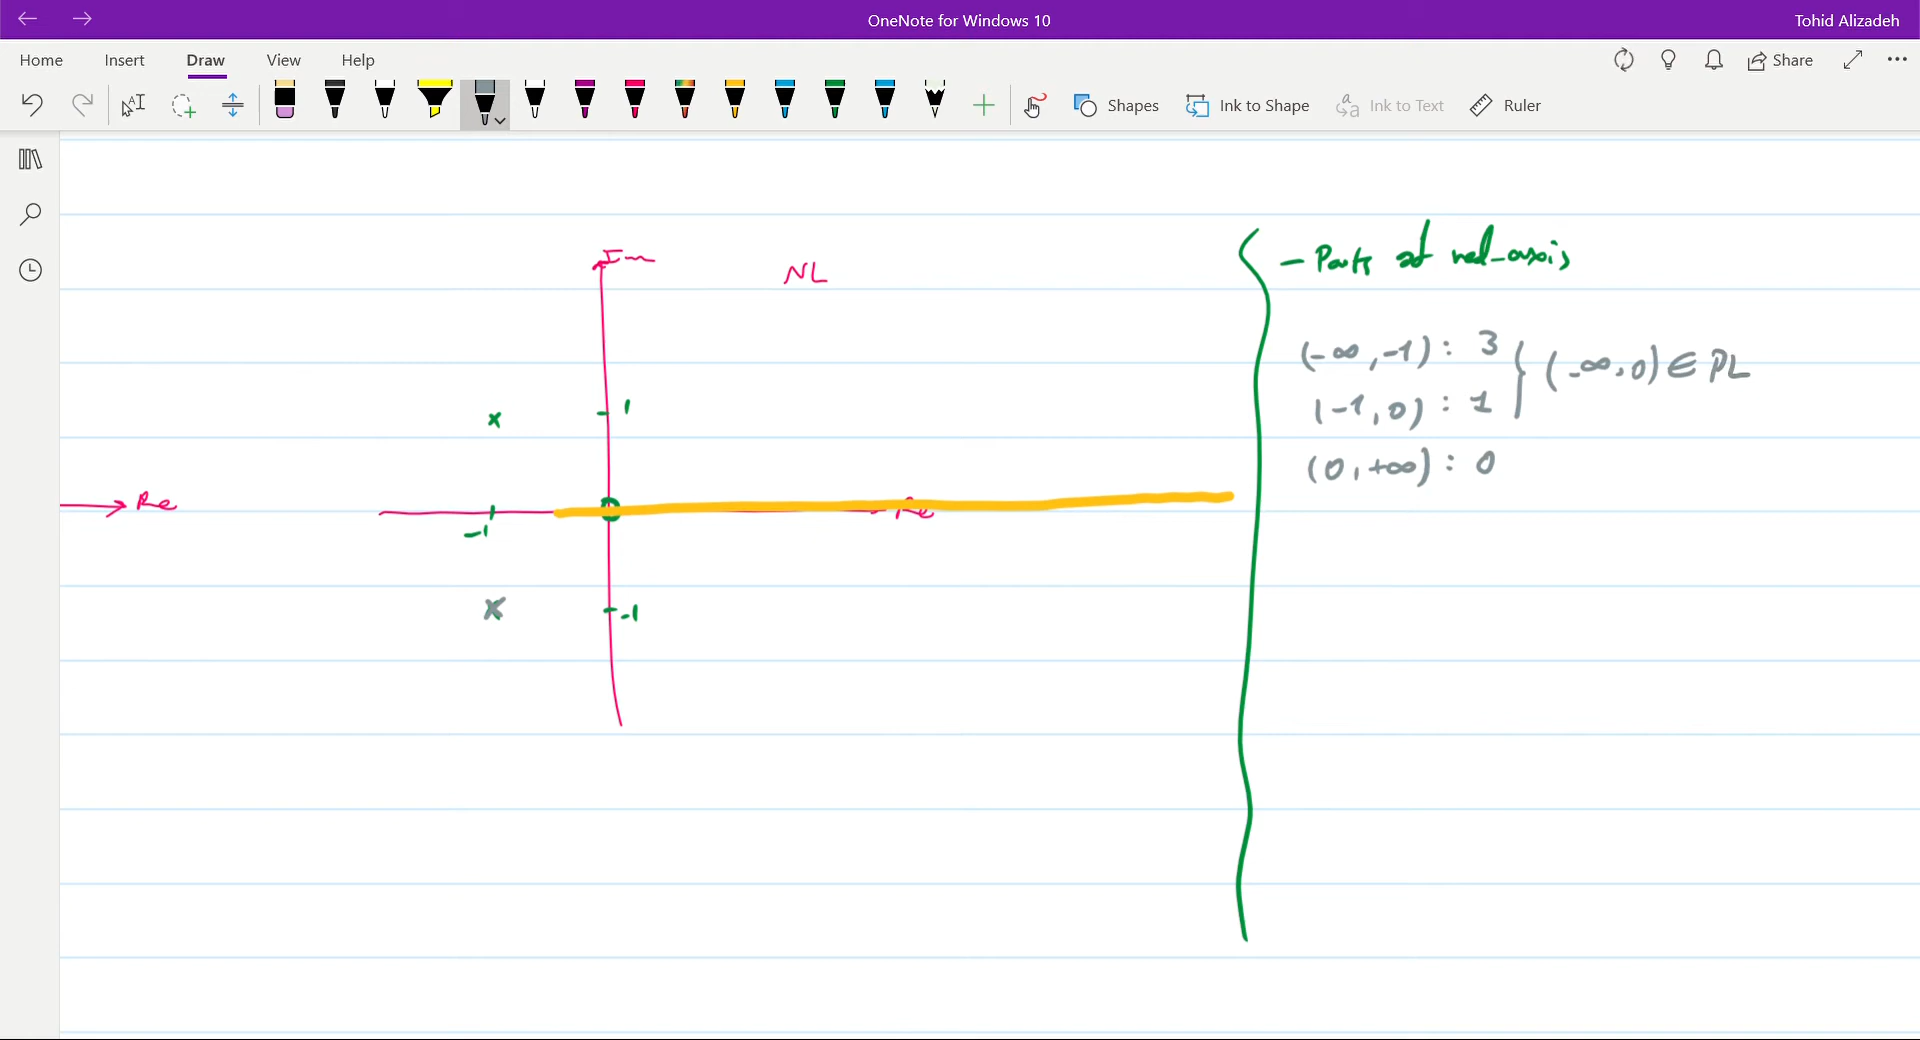 OneNote for Windows 10
Tohid Alizadeh
Home Insert Draw View Help
Share
Shapes Ink to Shape Ink to Text Ruler
Im
NL
1
Re
-1
Re
-1
- Parts of real-axis
(-∞,-1): 3
(-1,0): 1
(-∞,0) ∈ PL
(0,+∞): 0